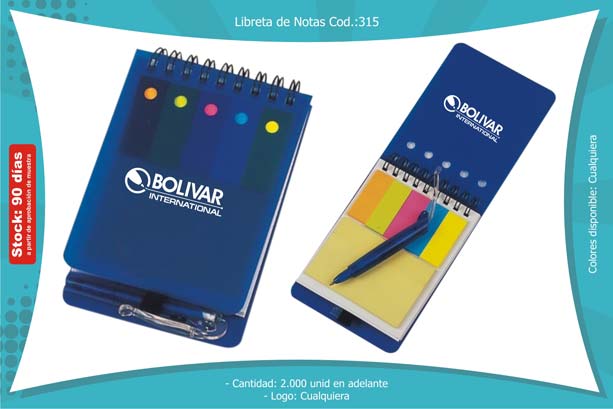 Libreta de Notas Cod.:315
Stock: 90 días
a partir de aprobación de muestra
BOLIVAR
INTERNATIONAL
BOLIVAR
INTERNATIONAL
Colores disponible: Cualquiera
- Cantidad: 2.000 unid en adelante
- Logo: Cualquiera